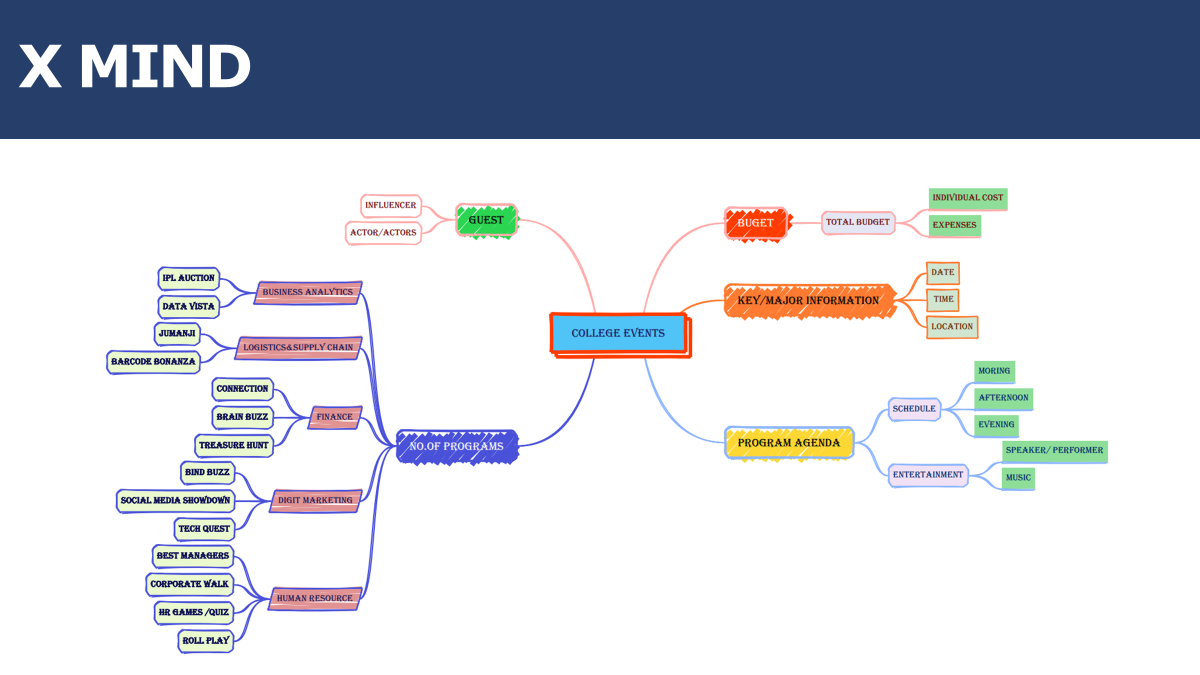 X MIND
COLLEGE EVENTS
GUEST
INFLUENCER
ACTOR/ACTORS
BUGET
TOTAL BUDGET
INDIVIDUAL COST
EXPENSES
KEY/MAJOR INFORMATION
DATE
TIME
LOCATION
PROGRAM AGENDA
SCHEDULE
MORING
AFTERNOON
EVENING
ENTERTAINMENT
SPEAKER/ PERFORMER
MUSIC
NO.OF PROGRAMS
BUSINESS ANALYTICS
IPL AUCTION
DATA VISTA
LOGISTICS&SUPPLY CHAIN
JUMANJI
BARCODE BONANZA
FINANCE
CONNECTION
BRAIN BUZZ
TREASURE HUNT
DIGIT MARKETING
BIND BUZZ
SOCIAL MEDIA SHOWDOWN
TECH QUEST
HUMAN RESOURCE
BEST MANAGERS
CORPORATE WALK
HR GAMES /QUIZ
ROLL PLAY